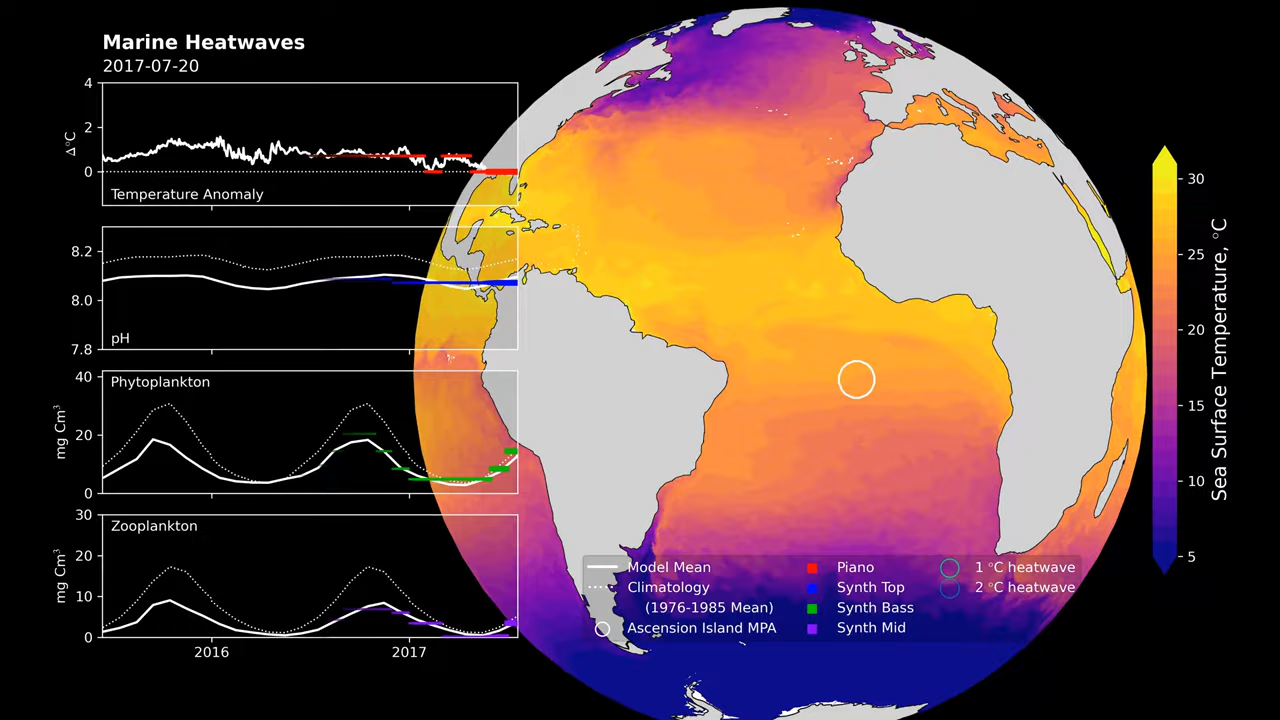 Marine Heatwaves
2017-07-20
4
2
0
Δ°C
Temperature Anomaly
8.2
8.0
7.8
pH
40
20
0
mg Cm³
Phytoplankton
30
20
10
0
mg Cm³
Zooplankton
2016
2017
Model Mean
Climatology
(1976-1985 Mean)
Ascension Island MPA
Piano
Synth Top
Synth Bass
Synth Mid
1 °C heatwave
2 °C heatwave
30
25
20
15
10
5
Sea Surface Temperature, °C